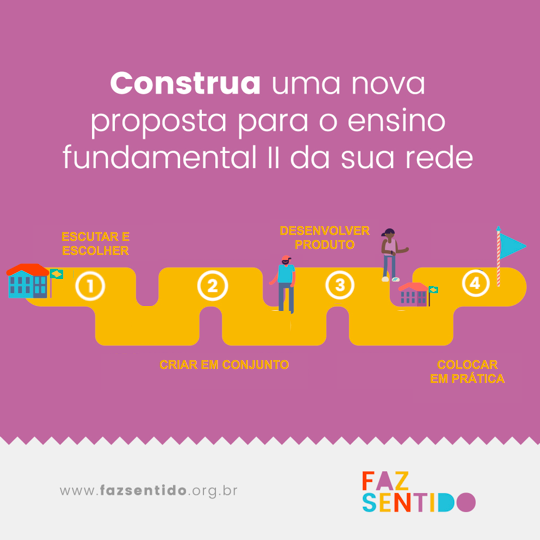 Construa uma nova
proposta para o ensino
fundamental II da sua rede
ESCUTAR E
ESCOLHER
DESENVOLVER
PRODUTO
1
2
3
4
CRIAR EM CONJUNTO
COLOCAR
EM PRÁTICA
www.fazsentido.org.br
FAZ
SENTIDO